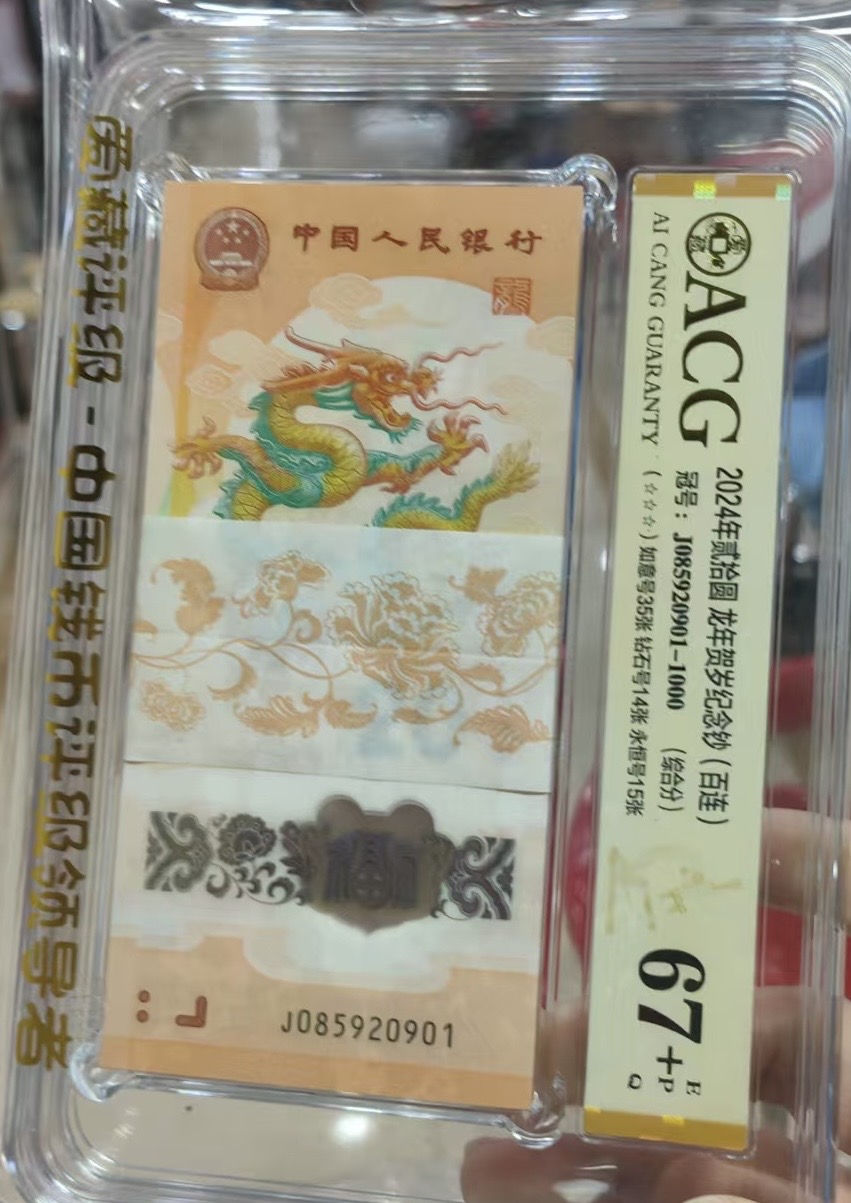 爱藏评级-中国钱币评级领导者
中国人民银行
龍
J085920901
ACG
AI CANG GUARANTY
2024年贰拾圆 龙年贺岁纪念钞（百连）
冠号：J085920901-1000 （综合分）
（☆☆☆）如意号35张 钻石号14张 永恒号15张
67+
E
P
Q